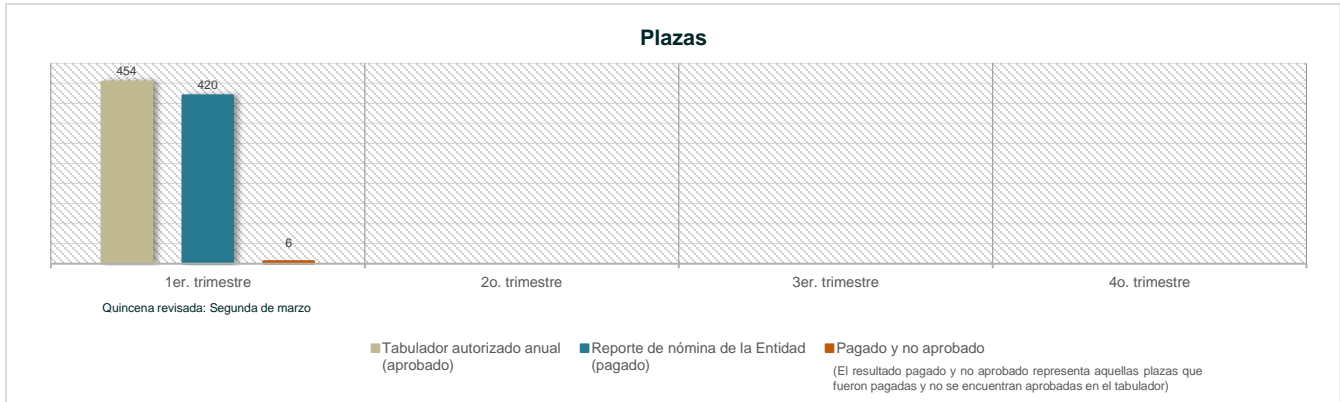 Plazas
454
420
6
1er. trimestre
2o. trimestre
3er. trimestre
4o. trimestre
Quincena revisada: Segunda de marzo
Tabulador autorizado anual
(aprobado)
Reporte de nómina de la Entidad
(pagado)
Pagado y no aprobado
(El resultado pagado y no aprobado representa aquellas plazas que
fueron pagadas y no se encuentran aprobadas en el tabulador)